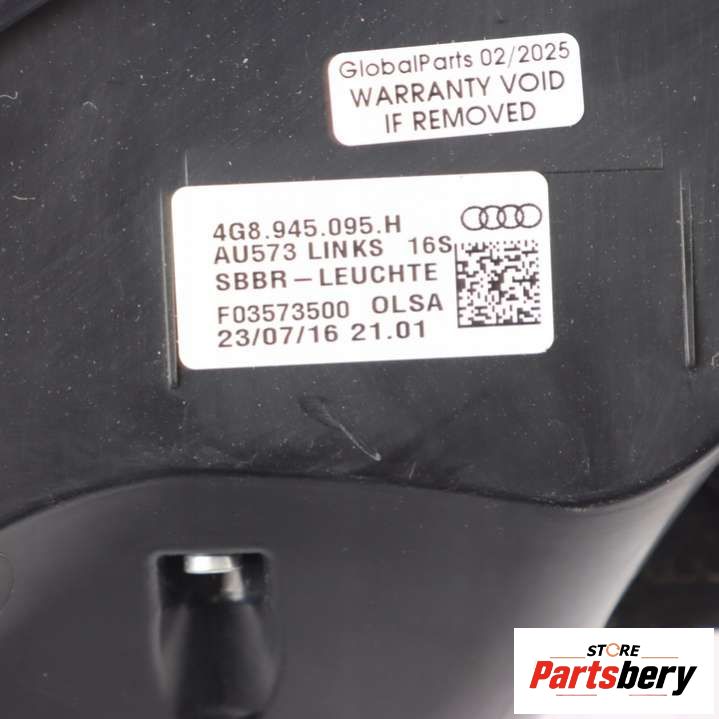 GlobalParts 02/2025
WARRANTY VOID
IF REMOVED
4G8.945.095.H
AU573 LINKS 16S
SBBR-LEUCHTE
F03573500 OLSA
23/07/16 21.01
STORE
Partsbery